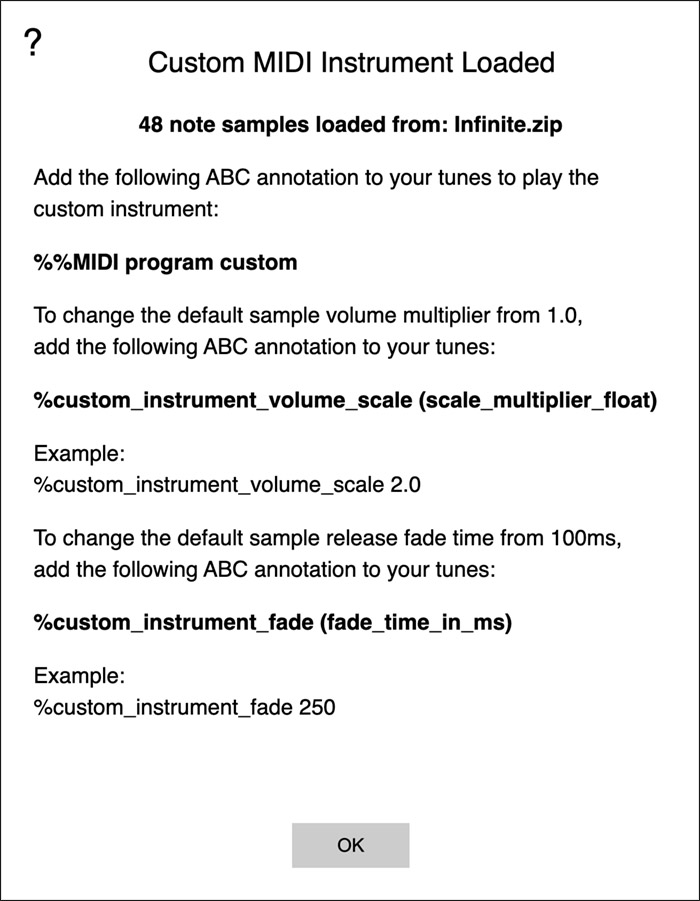 ?
Custom MIDI Instrument Loaded
48 note samples loaded from: Infinite.zip
Add the following ABC annotation to your tunes to play the
custom instrument:
%%MIDI program custom
To change the default sample volume multiplier from 1.0,
add the following ABC annotation to your tunes:
%custom_instrument_volume_scale (scale_multiplier_float)
Example:
%custom_instrument_volume_scale 2.0
To change the default sample release fade time from 100ms,
add the following ABC annotation to your tunes:
%custom_instrument_fade (fade_time_in_ms)
Example:
%custom_instrument_fade 250
OK